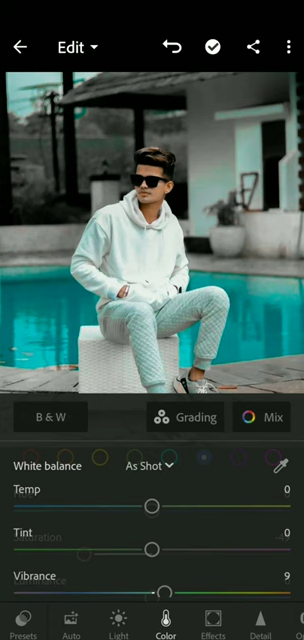 Edit
B & W
Grading
Mix
White balance
As Shot
Temp 0
Tint 0
Saturation
Vibrance 9
Presets Auto Light Color Effects Detail